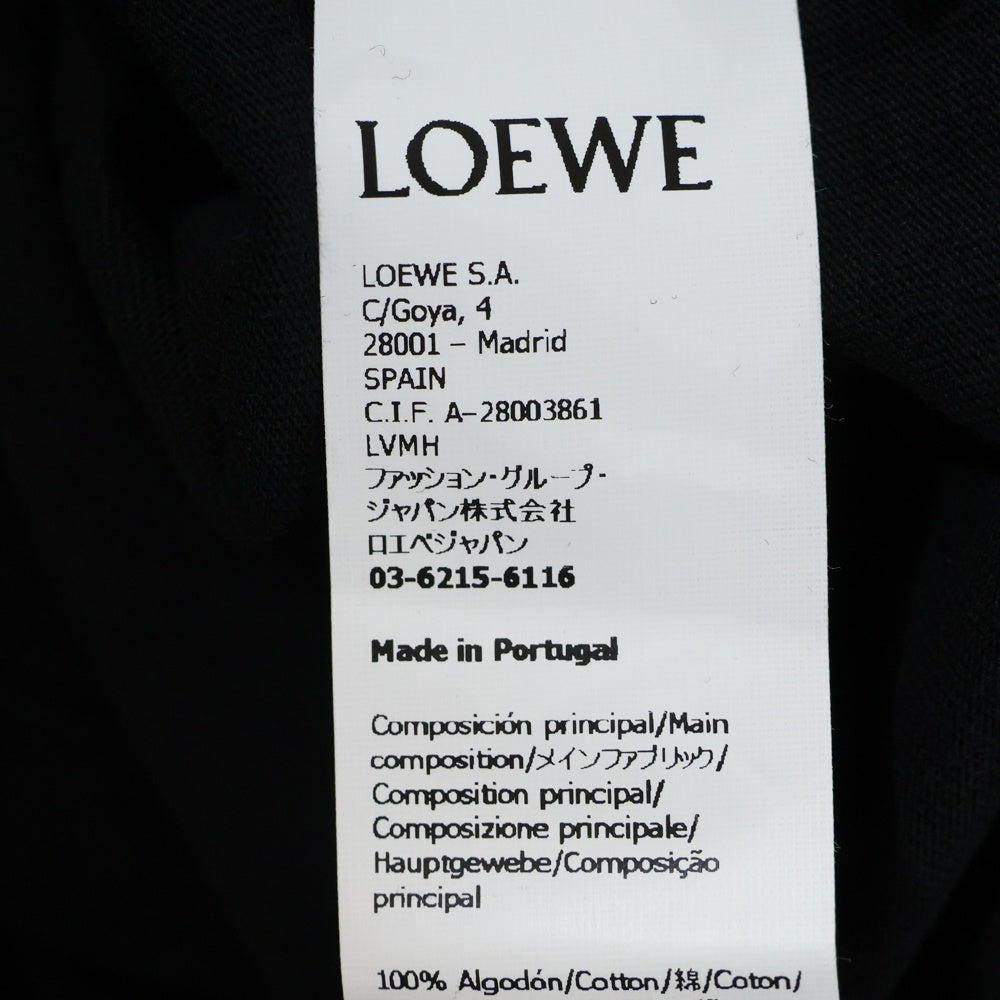 LOEWE
LOEWE S.A.
C/Goya, 4
28001 – Madrid
SPAIN
C.I.F. A-28003861
LVMH
ファッション・グループ・
ジャパン株式会社
ロエベジャパン
03-6215-6116
Made in Portugal
Composición principal/Main
composition/メインファブリック/
Composition principal/
Composizione principale/
Hauptgewebe/Composição
principal
100% Algodón/Cotton/綿/Coton/